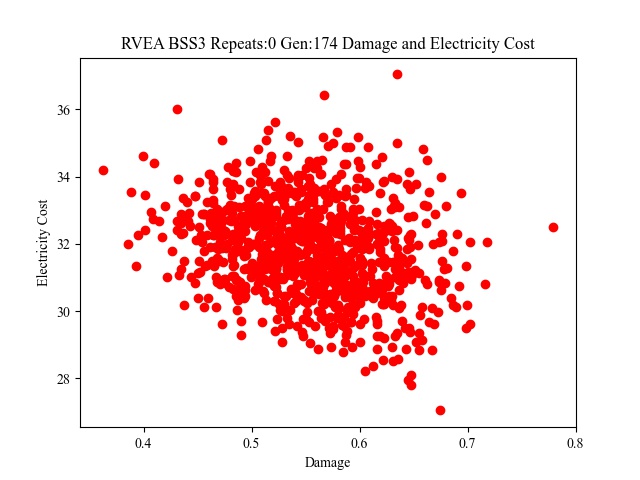 RVEA BSS3 Repeats:0 Gen:174 Damage and Electricity Cost
36
34
32
30
28
Electricity Cost
0.4 0.5 0.6 0.7 0.8
Damage